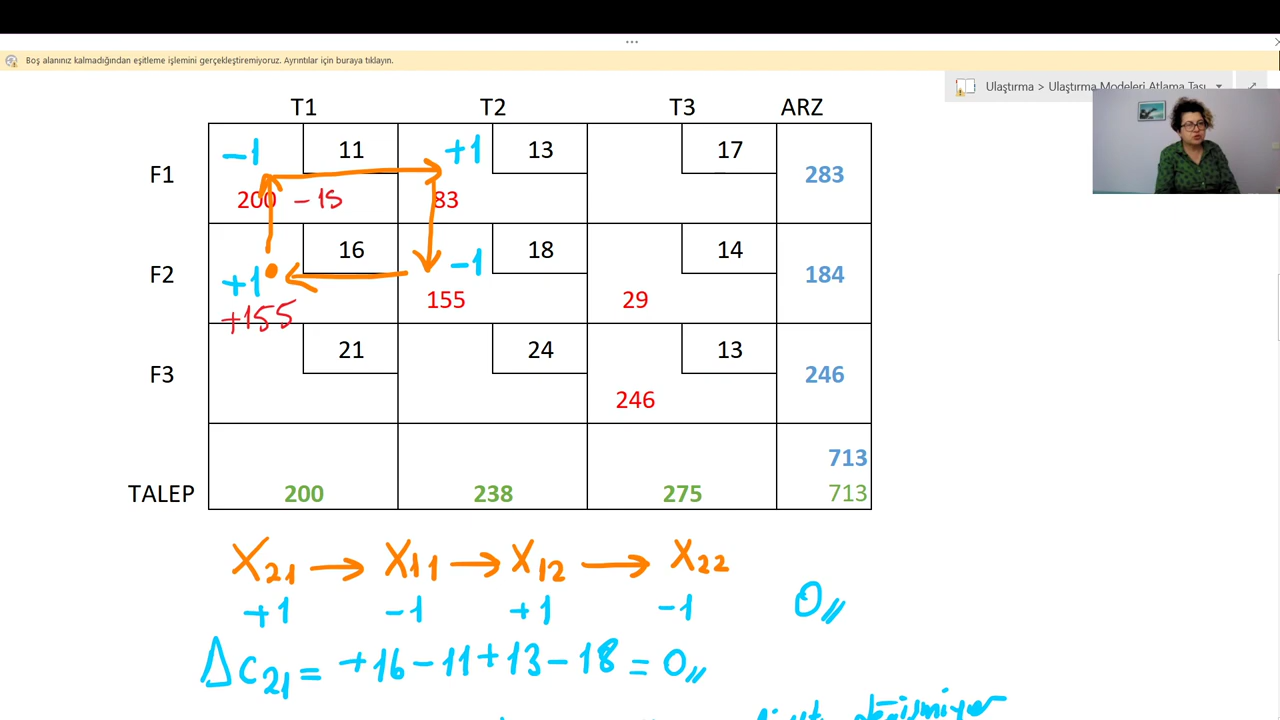 Boş alanınız kalmadığından eşitleme işlemini gerçekleştiremiyoruz. Ayrıntılar için buraya tıklayın.
Ulaştırma > Ulaştırma Modeleri Atlama Taşı
T1 T2 T3 ARZ
-1 11 +1 13 17
F1 283
200 -15 83
16 -1 18 14
F2 +1 184
155 29
+155
21 24 13
F3 246
246
713
TALEP 200 238 275 713
X21 → X11 → X12 → X22
+1 -1 +1 -1 0//
ΔC21 = +16-11+13-18 = 0//
değişmiyor